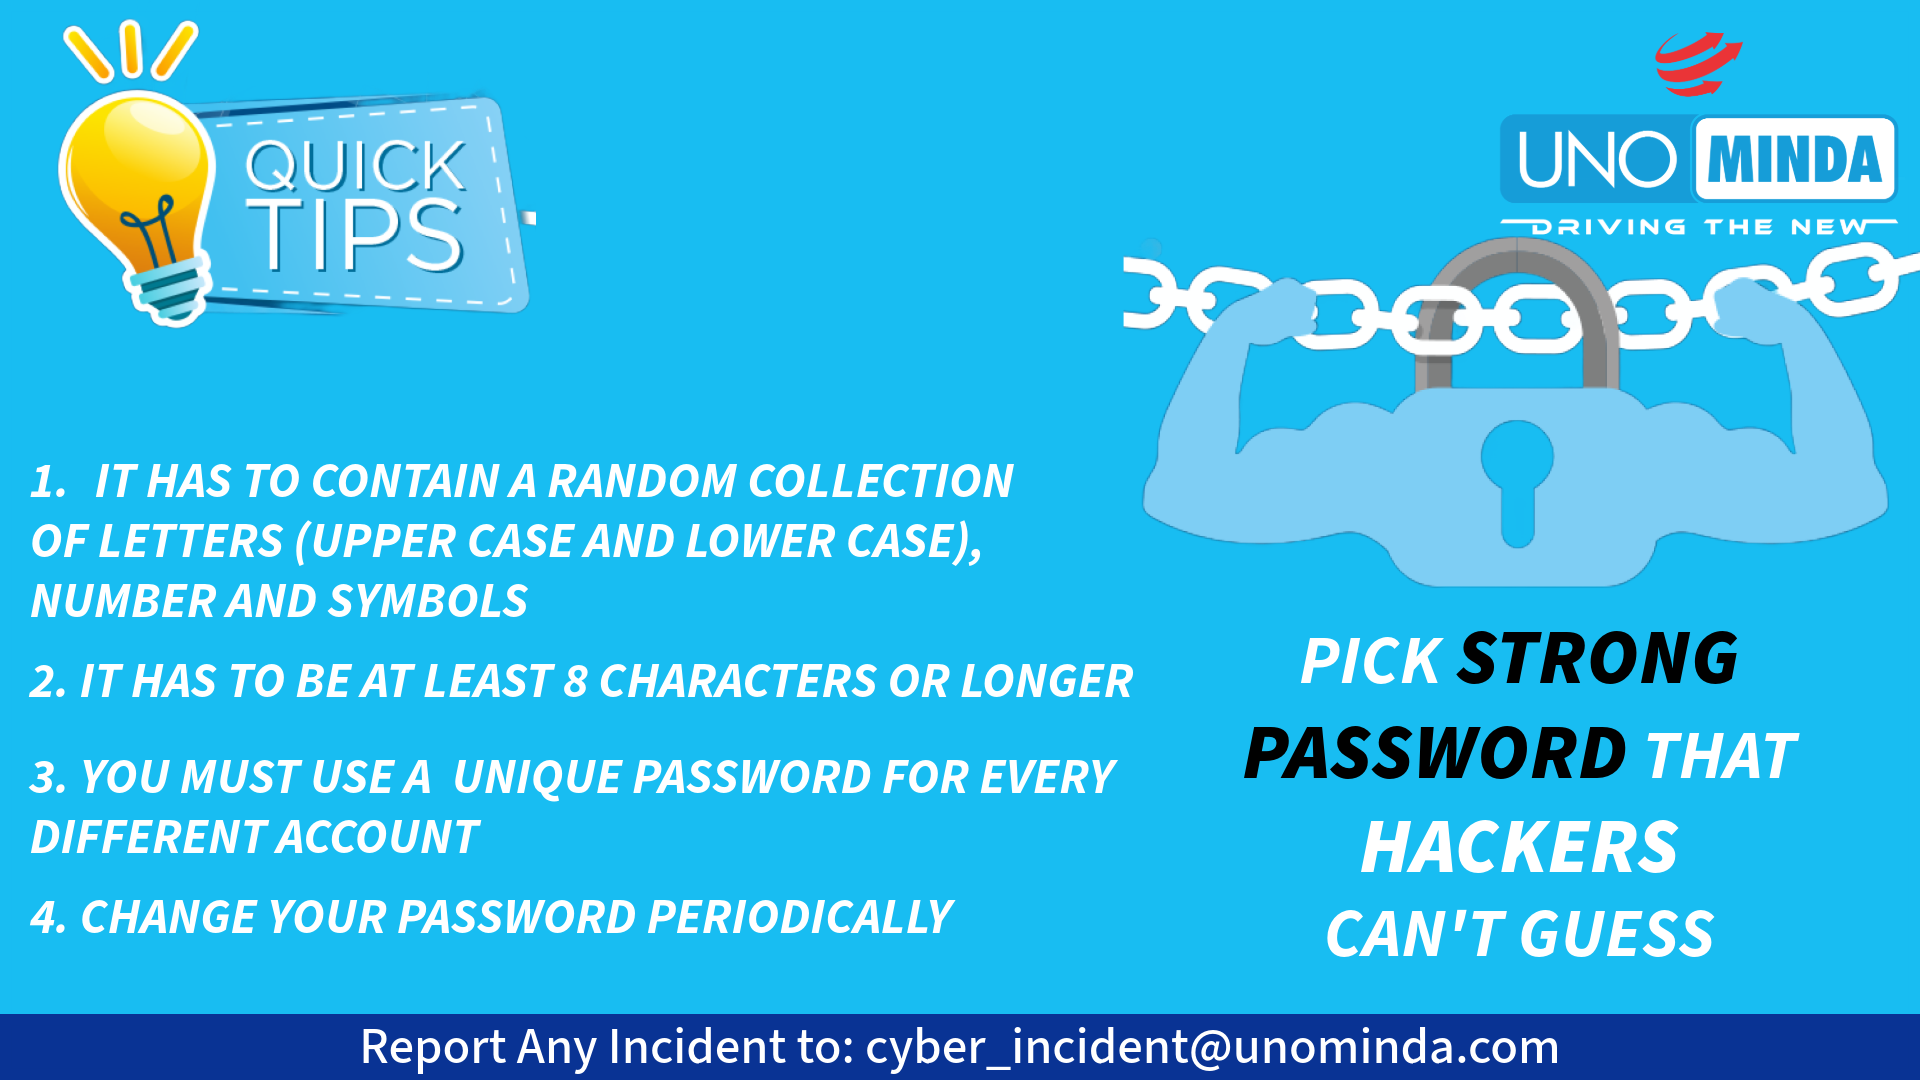 QUICK
TIPS
UNO MINDA
DRIVING THE NEW
1. IT HAS TO CONTAIN A RANDOM COLLECTION
OF LETTERS (UPPER CASE AND LOWER CASE),
NUMBER AND SYMBOLS
2. IT HAS TO BE AT LEAST 8 CHARACTERS OR LONGER
3. YOU MUST USE A UNIQUE PASSWORD FOR EVERY
DIFFERENT ACCOUNT
4. CHANGE YOUR PASSWORD PERIODICALLY
PICK STRONG
PASSWORD THAT
HACKERS
CAN'T GUESS
Report Any Incident to: cyber_incident@unominda.com